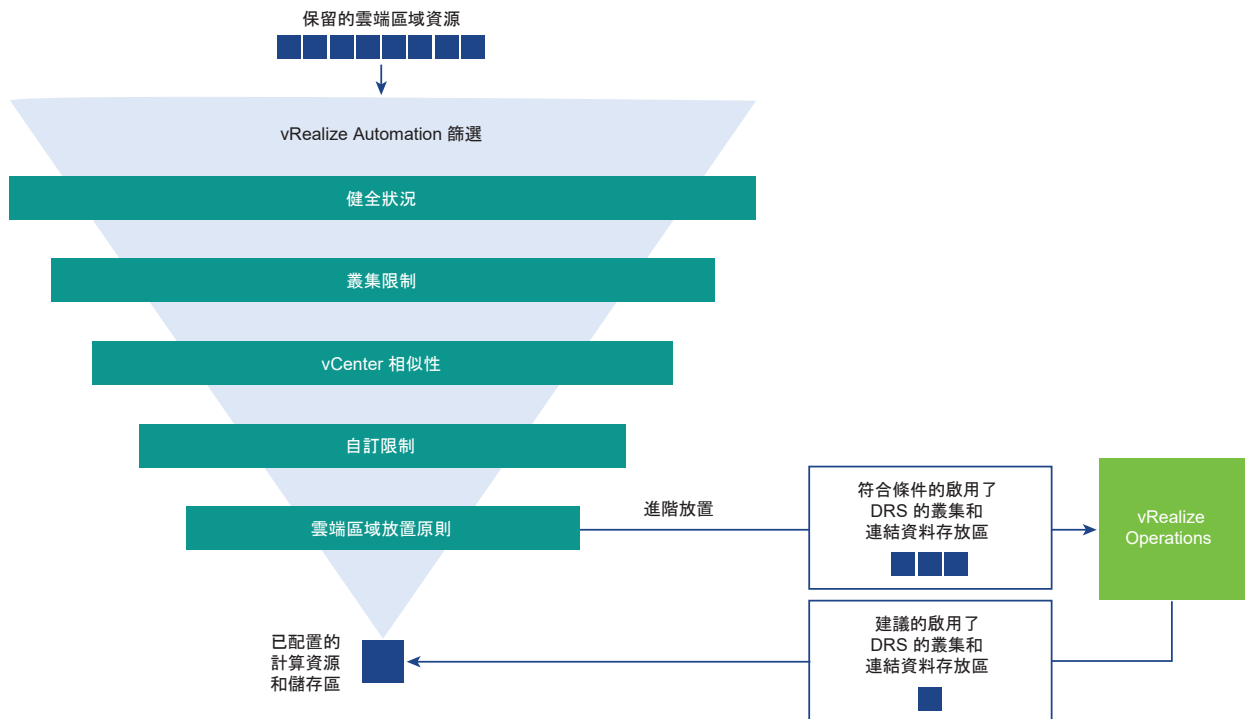 保留的雲端區域資源
vRealize Automation 篩選
健全狀況
叢集限制
vCenter 相似性
自訂限制
雲端區域放置原則
進階放置
符合條件的啟用了
DRS 的叢集和
連結資料存放區
vRealize
Operations
建議的啟用了
DRS 的叢集和
連結資料存放區
已配置的
計算資源
和儲存區